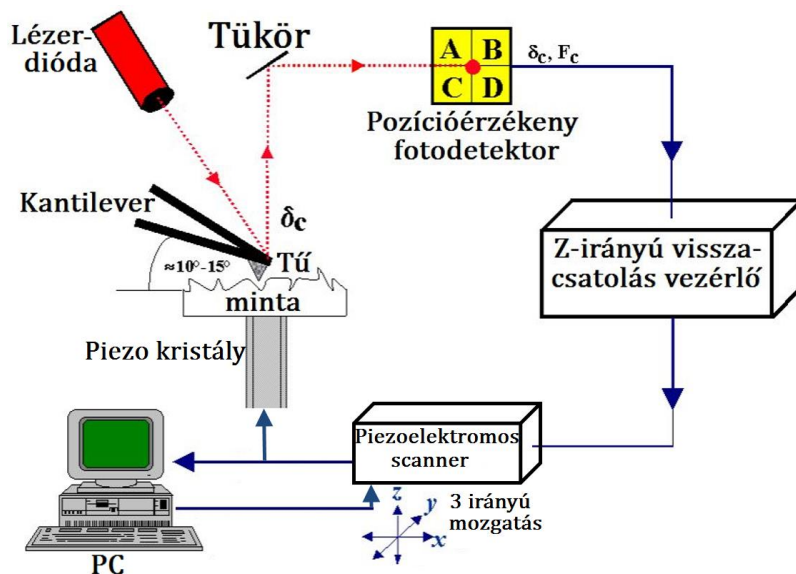 Lézer-
dióda
Tükör
A B
C D
δc, Fc
Pozícióérzékeny
fotodetektor
Kantilever
δc
≈10°-15°
Tű
minta
Z-irányú vissza-
csatolás vezérlő
Piezo kristály
Piezoelektromos
scanner
z
y
x
3 irányú
mozgatás
PC